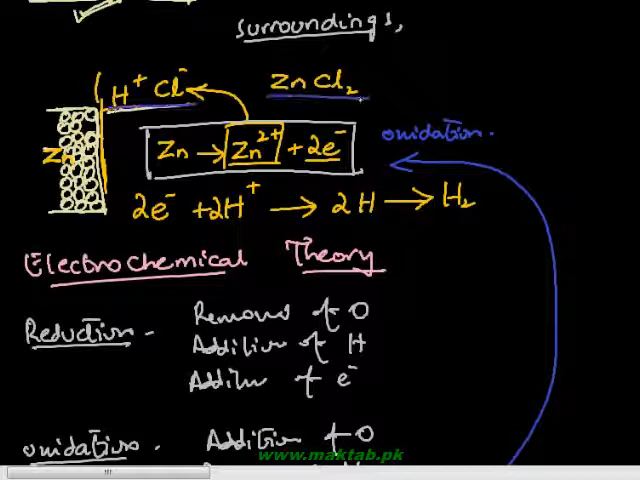 Surroundings,
H⁺ Cl⁻
ZnCl₂
Zn
Zn → Zn²⁺ + 2e⁻
oxidation.
2e⁻ + 2H⁺ → 2H → H₂
ElectroChemical Theory
Reduction - Removal of O
Addition of H
Addition of e⁻
oxidation. Addition of O
www.maktab.pk